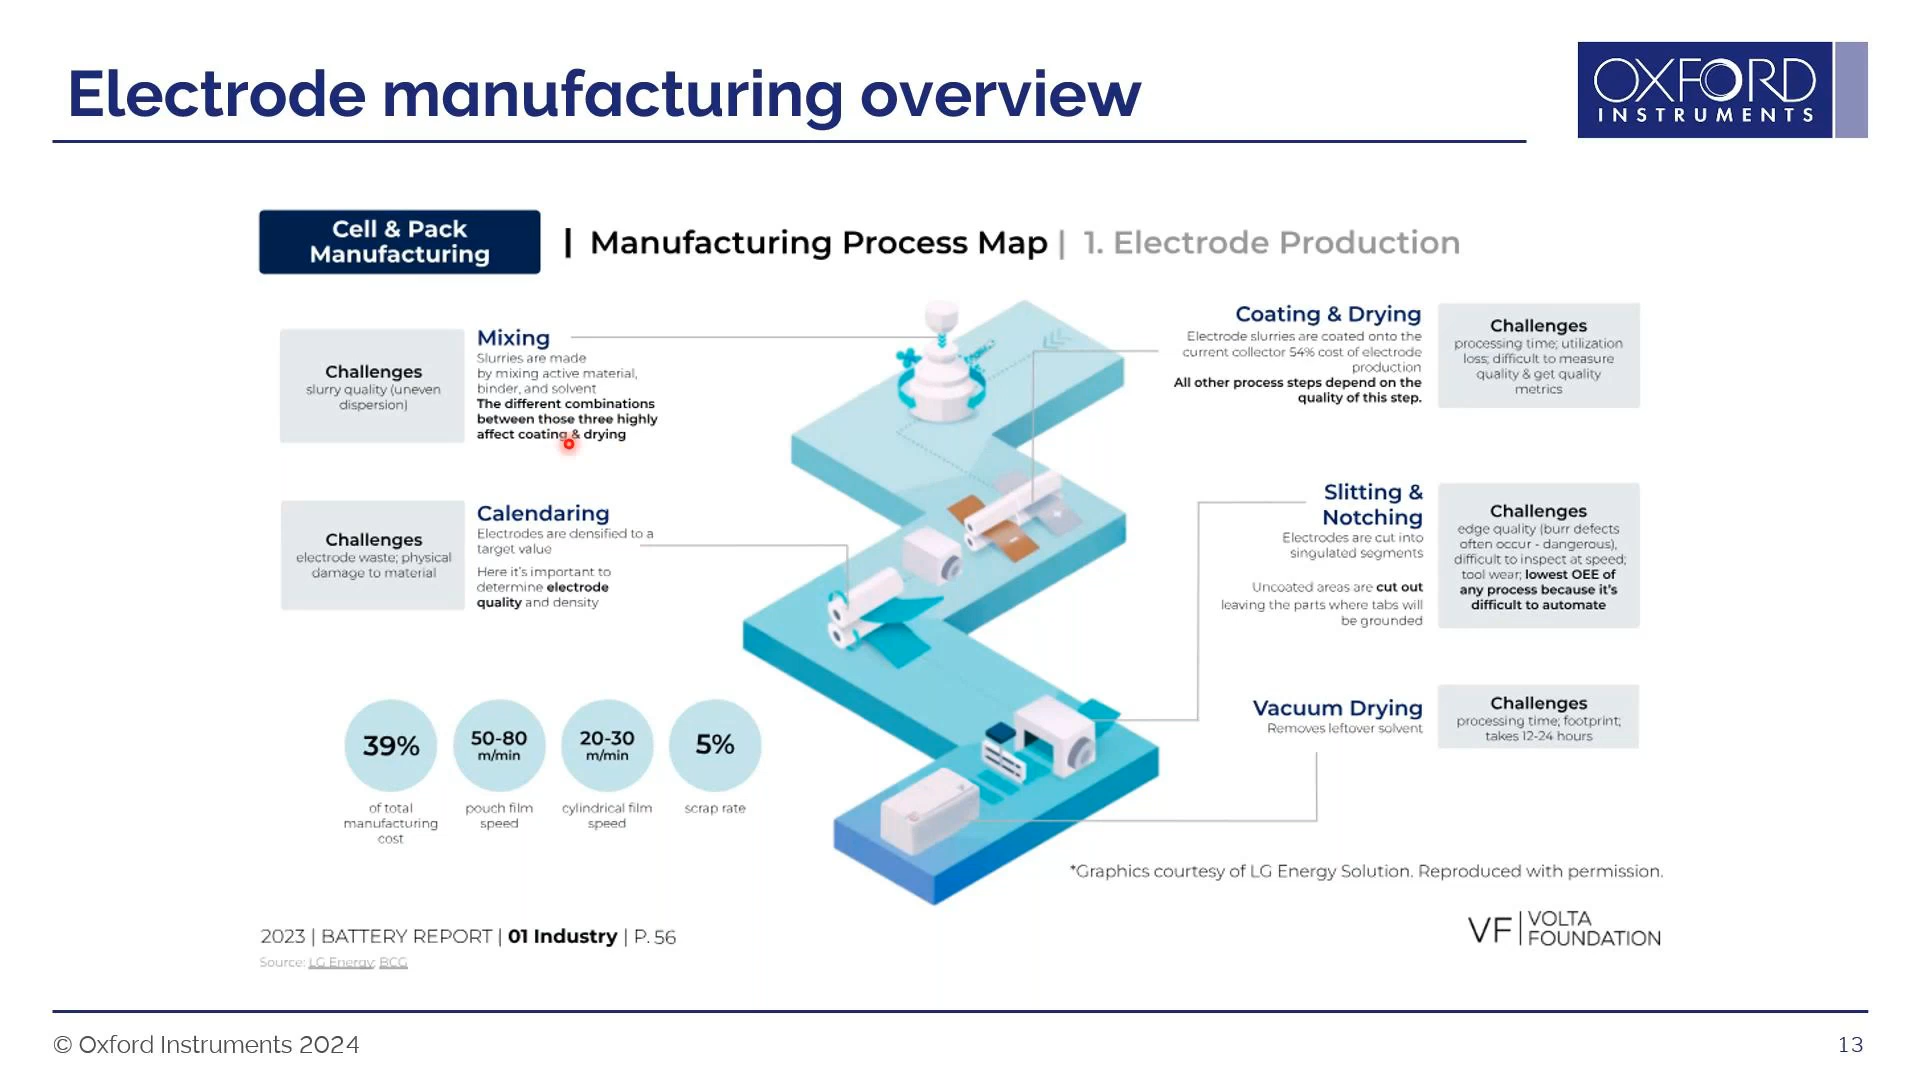 Electrode manufacturing overview
OXFORD
INSTRUMENTS
Cell & Pack
Manufacturing
| Manufacturing Process Map | 1. Electrode Production
Challenges
slurry quality (uneven
dispersion)
Mixing
Slurries are made
by mixing active material,
binder, and solvent
The different combinations
between those three highly
affect coating & drying
Coating & Drying
Electrode slurries are coated onto the
current collector 54% cost of electrode
production
All other process steps depend on the
quality of this step.
Challenges
processing time; utilization
loss; difficult to measure
quality & get quality
metrics
Challenges
electrode waste; physical
damage to material
Calendaring
Electrodes are densified to a
target value
Here it's important to
determine electrode
quality and density
Slitting &
Notching
Electrodes are cut into
singulated segments
Uncoated areas are cut out
leaving the parts where tabs will
be grounded
Challenges
edge quality (burr defects
often occur - dangerous),
difficult to inspect at speed;
tool wear; lowest OEE of
any process because it's
difficult to automate
Vacuum Drying
Removes leftover solvent
Challenges
processing time; footprint;
takes 12-24 hours
39%
of total
manufacturing
cost
50-80
m/min
pouch film
speed
20-30
m/min
cylindrical film
speed
5%
scrap rate
*Graphics courtesy of LG Energy Solution. Reproduced with permission.
2023 | BATTERY REPORT | 01 Industry | P. 56
Source: LG Energy; BCG
VF | VOLTA
FOUNDATION
© Oxford Instruments 2024
13